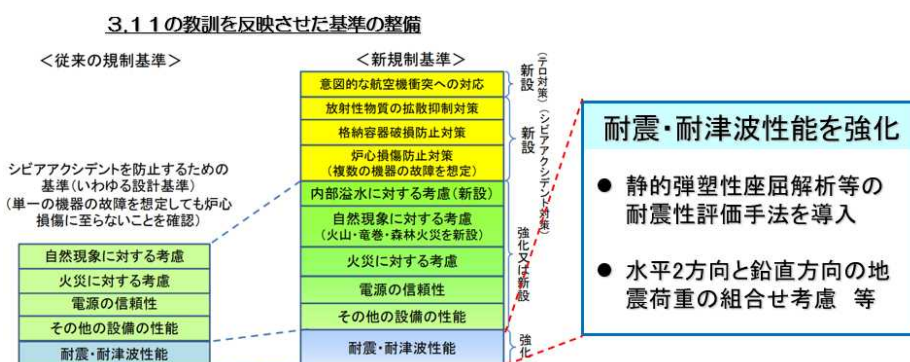 3.11の教訓を反映させた基準の整備
＜従来の規制基準＞
シビアアクシデントを防止するための
基準(いわゆる設計基準)
(単一の機器の故障を想定しても炉心
損傷に至らないことを確認)
自然現象に対する考慮
火災に対する考慮
電源の信頼性
その他の設備の性能
耐震・耐津波性能
＜新規制基準＞
意図的な航空機衝突への対応
放射性物質の拡散抑制対策
格納容器破損防止対策
炉心損傷防止対策
(複数の機器の故障を想定)
内部溢水に対する考慮(新設)
自然現象に対する考慮
(火山・竜巻・森林火災を新設)
火災に対する考慮
電源の信頼性
その他の設備の性能
耐震・耐津波性能
新設
(テロ対策)
新設
(シビアアクシデント対策)
強化又は新設
強化
耐震・耐津波性能を強化
● 静的弾塑性座屈解析等の
耐震性評価手法を導入
● 水平2方向と鉛直方向の地
震荷重の組合せ考慮 等